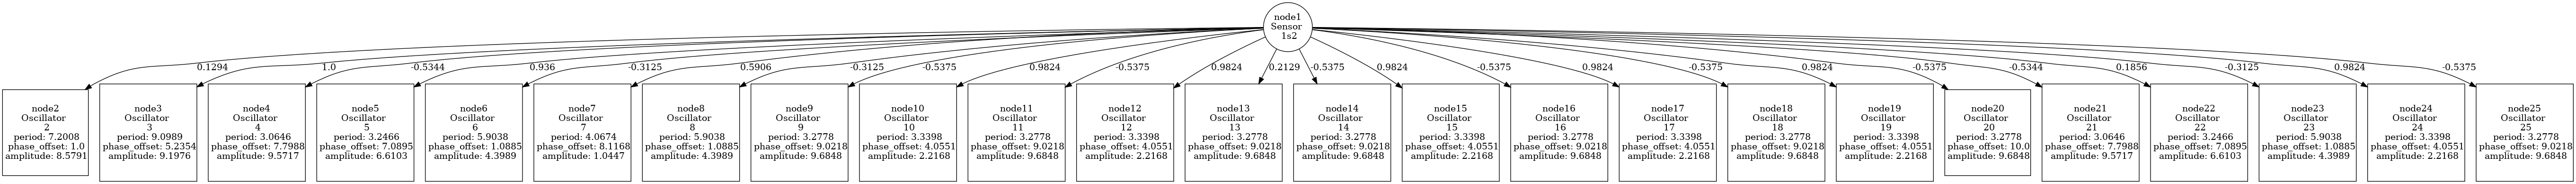 node1
Sensor
1s2
0.1294
1.0
-0.5344
0.936
-0.3125
0.5906
-0.3125
-0.5375
0.9824
-0.5375
0.9824
0.2129
-0.5375
0.9824
-0.5375
0.9824
-0.5375
0.9824
-0.5375
-0.5344
0.1856
-0.3125
0.9824
-0.5375
node2
Oscillator
2
period: 7.2008
phase_offset: 1.0
amplitude: 8.5791
node3
Oscillator
3
period: 9.0989
phase_offset: 5.2354
amplitude: 9.1976
node4
Oscillator
4
period: 3.0646
phase_offset: 7.7988
amplitude: 9.5717
node5
Oscillator
5
period: 3.2466
phase_offset: 7.0895
amplitude: 6.6103
node6
Oscillator
6
period: 5.9038
phase_offset: 1.0885
amplitude: 4.3989
node7
Oscillator
7
period: 4.0674
phase_offset: 8.1168
amplitude: 1.0447
node8
Oscillator
8
period: 5.9038
phase_offset: 1.0885
amplitude: 4.3989
node9
Oscillator
9
period: 3.2778
phase_offset: 9.0218
amplitude: 9.6848
node10
Oscillator
10
period: 3.3398
phase_offset: 4.0551
amplitude: 2.2168
node11
Oscillator
11
period: 3.2778
phase_offset: 9.0218
amplitude: 9.6848
node12
Oscillator
12
period: 3.3398
phase_offset: 4.0551
amplitude: 2.2168
node13
Oscillator
13
period: 3.2778
phase_offset: 9.0218
amplitude: 9.6848
node14
Oscillator
14
period: 3.2778
phase_offset: 9.0218
amplitude: 9.6848
node15
Oscillator
15
period: 3.3398
phase_offset: 4.0551
amplitude: 2.2168
node16
Oscillator
16
period: 3.2778
phase_offset: 9.0218
amplitude: 9.6848
node17
Oscillator
17
period: 3.3398
phase_offset: 4.0551
amplitude: 2.2168
node18
Oscillator
18
period: 3.2778
phase_offset: 9.0218
amplitude: 9.6848
node19
Oscillator
19
period: 3.3398
phase_offset: 4.0551
amplitude: 2.2168
node20
Oscillator
20
period: 3.2778
phase_offset: 10.0
amplitude: 9.6848
node21
Oscillator
21
period: 3.0646
phase_offset: 7.7988
amplitude: 9.5717
node22
Oscillator
22
period: 3.2466
phase_offset: 7.0895
amplitude: 6.6103
node23
Oscillator
23
period: 5.9038
phase_offset: 1.0885
amplitude: 4.3989
node24
Oscillator
24
period: 3.3398
phase_offset: 4.0551
amplitude: 2.2168
node25
Oscillator
25
period: 3.2778
phase_offset: 9.0218
amplitude: 9.6848